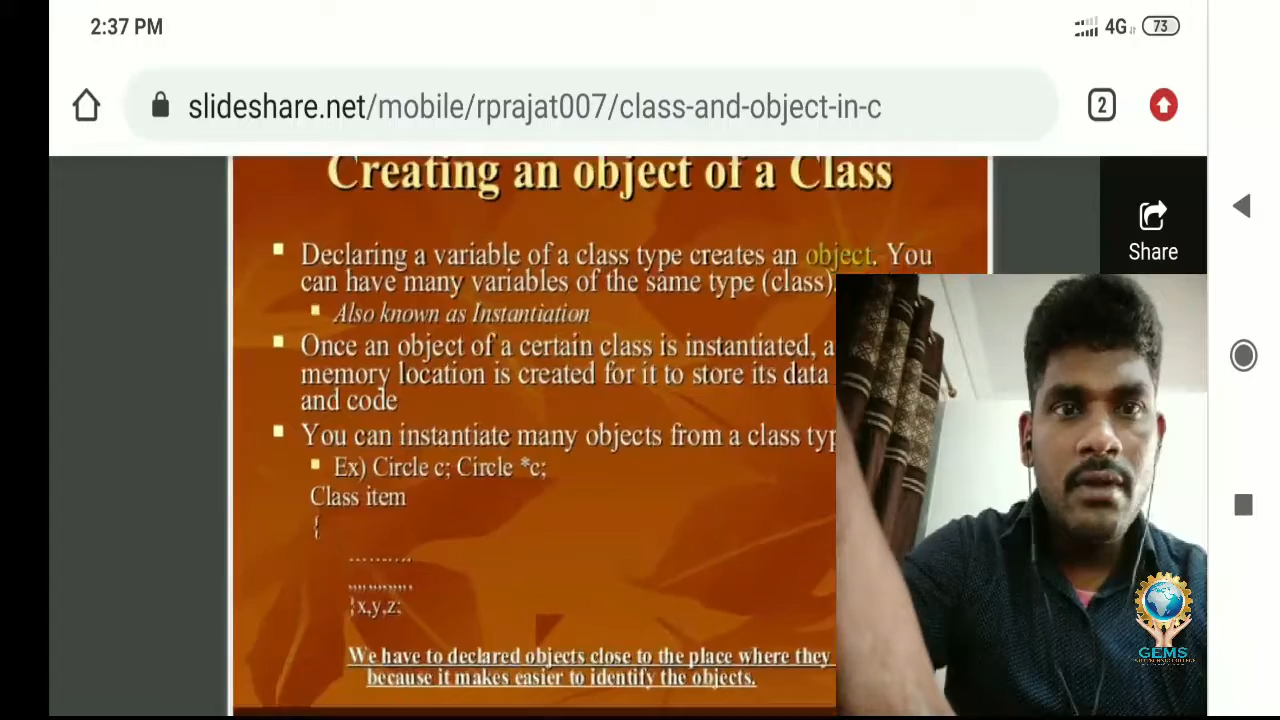 2:37 PM
4G 73
slideshare.net/mobile/rprajat007/class-and-object-in-c
2
Creating an object of a Class
Share
Declaring a variable of a class type creates an object. You
can have many variables of the same type (class).
Also known as Instantiation
Once an object of a certain class is instantiated, a
memory location is created for it to store its data
and code
You can instantiate many objects from a class typ
Ex) Circle c; Circle *c;
Class item
{
...........
,,,,,,,,,,,,
}x,y,z;
We have to declared objects close to the place where they
because it makes easier to identify the objects.
GEMS